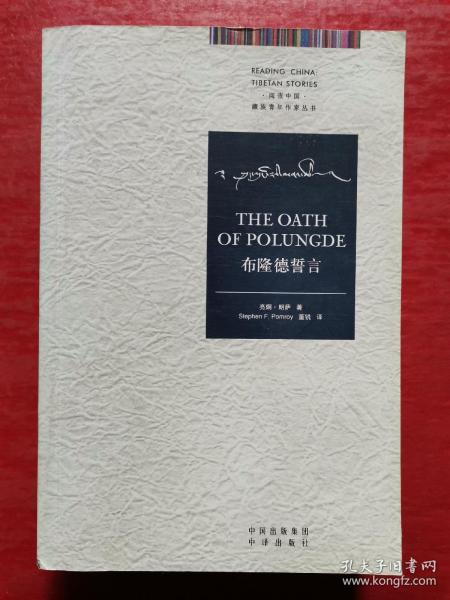 READING CHINA:
TIBETAN STORIES
·阅读中国·
藏族青年作家丛书
THE OATH
OF POLUNGDE
布隆德誓言
亮炯·朗萨 著
Stephen F. Pomroy 董锐 译
中国出版集团
中译出版社
孔夫子旧书网
www.kongfz.com